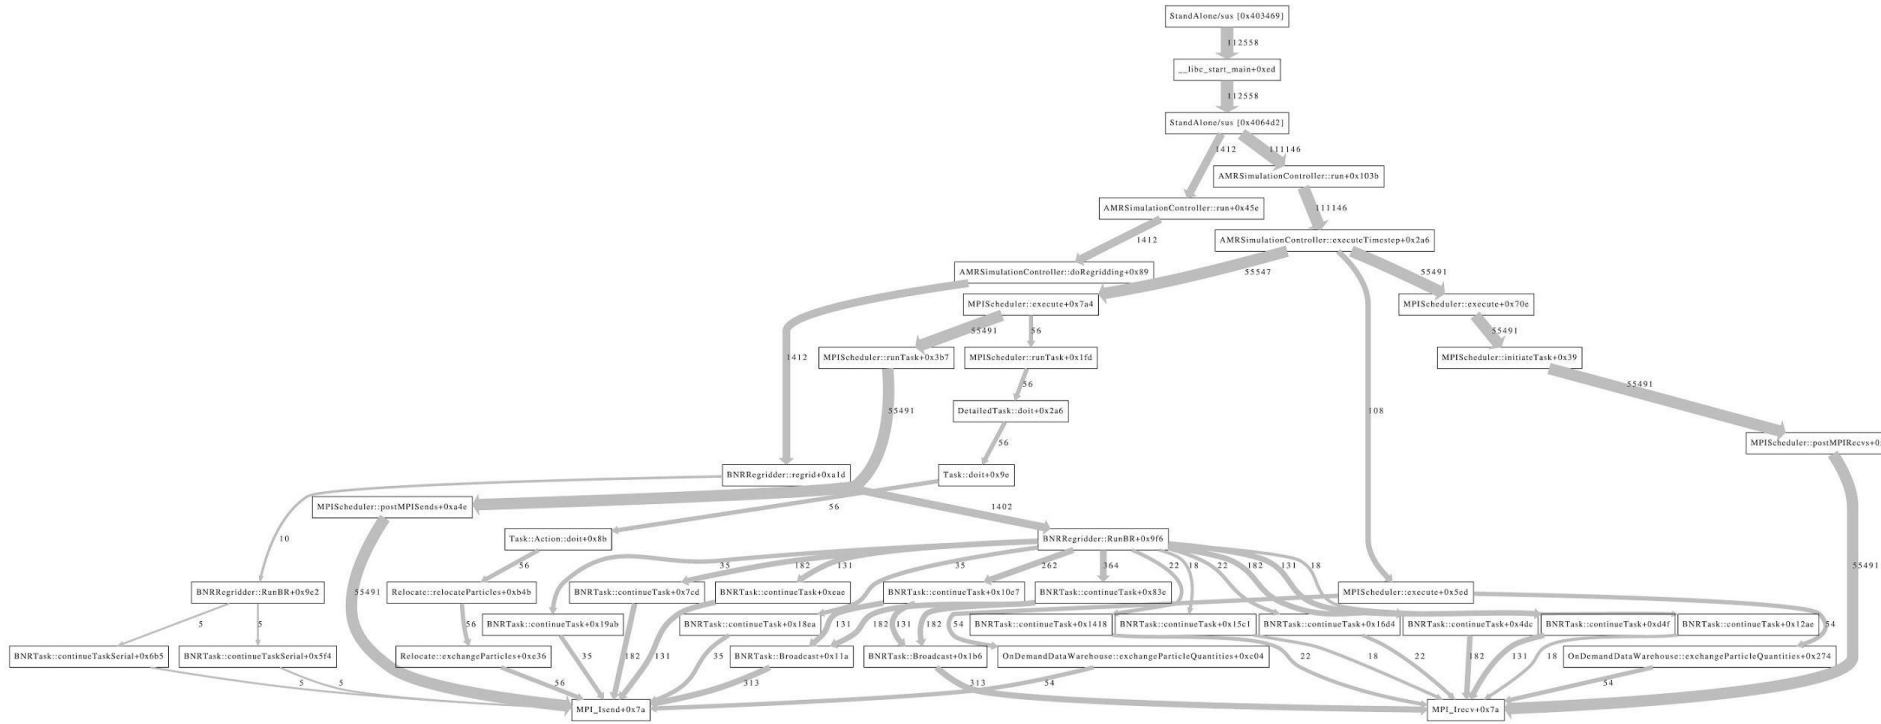 StandAlone/sus [0x403469]
112558
__libc_start_main+0xed
112558
StandAlone/sus [0x4064d2]
1412
111146
AMRSimulationController::run+0x103b
AMRSimulationController::run+0x45e
111146
1412
AMRSimulationController::executeTimestep+0x2a6
AMRSimulationController::doRegridding+0x89
55547
55491
MPIScheduler::execute+0x7a4
MPIScheduler::execute+0x70e
55491
56
55491
1412
MPIScheduler::runTask+0x3b7
MPIScheduler::runTask+0x1fd
MPIScheduler::initiateTask+0x39
56
55491
55491
DetailedTask::doit+0x2a6
108
56
MPIScheduler::postMPIRecvs+0
BNRRegridder::regrid+0xa1d
Task::doit+0x9e
MPIScheduler::postMPISends+0xa4e
56
1402
10
Task::Action::doit+0x8b
BNRRegridder::RunBR+0x9f6
56
35
182
131
35
262
364
22
18
22
182
131
18
55491
55491
BNRRegridder::RunBR+0x9e2
Relocate::relocateParticles+0xb4b
BNRTask::continueTask+0x7cd
BNRTask::continueTask+0xeae
BNRTask::continueTask+0x10e7
BNRTask::continueTask+0x83e
MPIScheduler::execute+0x5ed
5
5
56
BNRTask::continueTask+0x19ab
BNRTask::continueTask+0x18ea
131
182
131
182
54
BNRTask::continueTask+0x1418
BNRTask::continueTask+0x15c1
BNRTask::continueTask+0x16d4
BNRTask::continueTask+0x4dc
BNRTask::continueTask+0xd4f
BNRTask::continueTask+0x12ae
54
BNRTask::continueTaskSerial+0x6b5
BNRTask::continueTaskSerial+0x5f4
Relocate::exchangeParticles+0xe36
35
182
131
35
BNRTask::Broadcast+0x11a
BNRTask::Broadcast+0x1b6
OnDemandDataWarehouse::exchangeParticleQuantities+0xc04
22
18
22
182
131
18
OnDemandDataWarehouse::exchangeParticleQuantities+0x274
5
5
56
313
54
313
54
MPI_Isend+0x7a
MPI_Irecv+0x7a